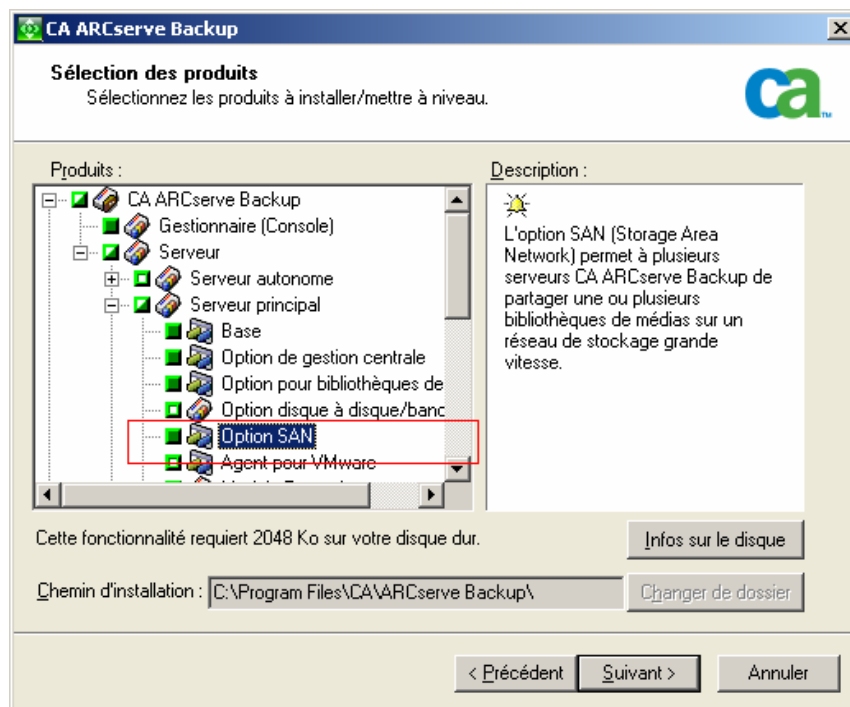 CA ARCserve Backup
Sélection des produits
Sélectionnez les produits à installer/mettre à niveau.
ca
TM
Produits :
CA ARCserve Backup
Gestionnaire (Console)
Serveur
Serveur autonome
Serveur principal
Base
Option de gestion centrale
Option pour bibliothèques de
Option disque à disque/banc
Option SAN
Agent pour VMware
Description :
L'option SAN (Storage Area
Network) permet à plusieurs
serveurs CA ARCserve Backup de
partager une ou plusieurs
bibliothèques de médias sur un
réseau de stockage grande
vitesse.
Cette fonctionnalité requiert 2048 Ko sur votre disque dur.
Infos sur le disque
Chemin d'installation : C:\Program Files\CA\ARCserve Backup\
Changer de dossier
< Précédent
Suivant >
Annuler